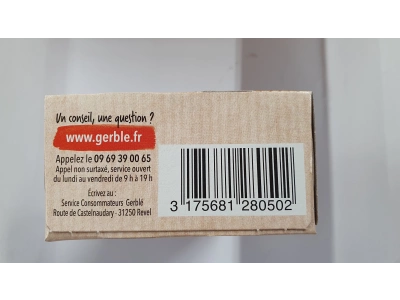 Un conseil, une question ?
www.gerble.fr
Appelez le 09 69 39 00 65
Appel non surtaxé, service ouvert
du lundi au vendredi de 9 h à 19 h
Écrivez au :
Service Consommateurs Gerblé
Route de Castelnaudary - 31250 Revel
3 175681 280502